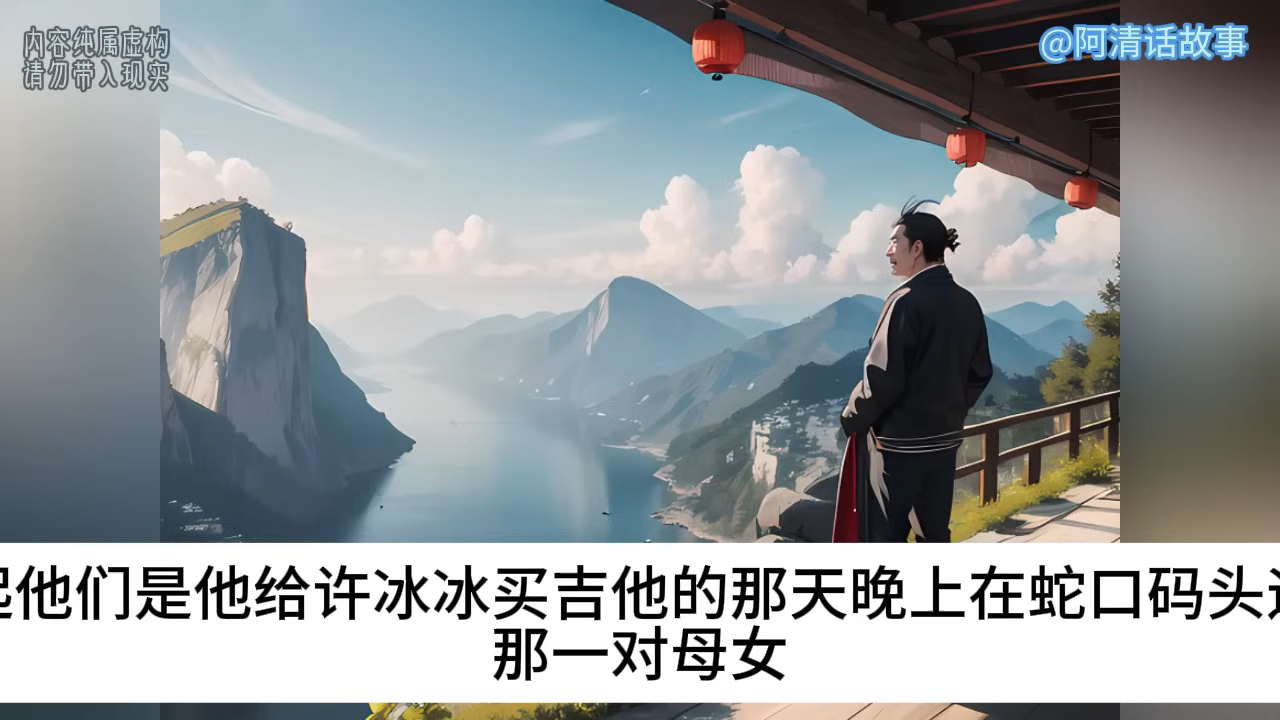 内容纯属虚构
请勿带入现实
@阿清话故事
他们是他给许冰冰买吉他的那天晚上在蛇口码头
那一对母女